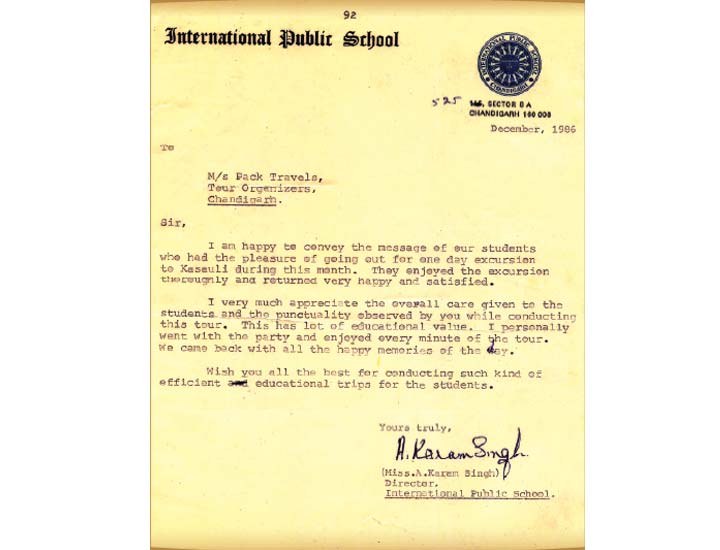 92
International Public School
INTERNATIONAL PUBLIC SCHOOL
CHANDIGARH
525 SECTOR 8 A
CHANDIGARH 160 008
December, 1986
To
M/s Pack Travels,
Tour Organizers,
Chandigarh.
Sir,
I am happy to convey the message of our students
who had the pleasure of going out for one day excursion
to Kasauli during this month. They enjoyed the excursion
thoroughly and returned very happy and satisfied.
I very much appreciate the overall care given to the
students and the punctuality observed by you while conducting
this tour. This has lot of educational value. I personally
went with the party and enjoyed every minute of the tour.
We came back with all the happy memories of the day.
Wish you all the best for conducting such kind of
efficient and educational trips for the students.
Yours truly,
A. Karam Singh
(Miss.A.Karam Singh)
Director.
International Public School.